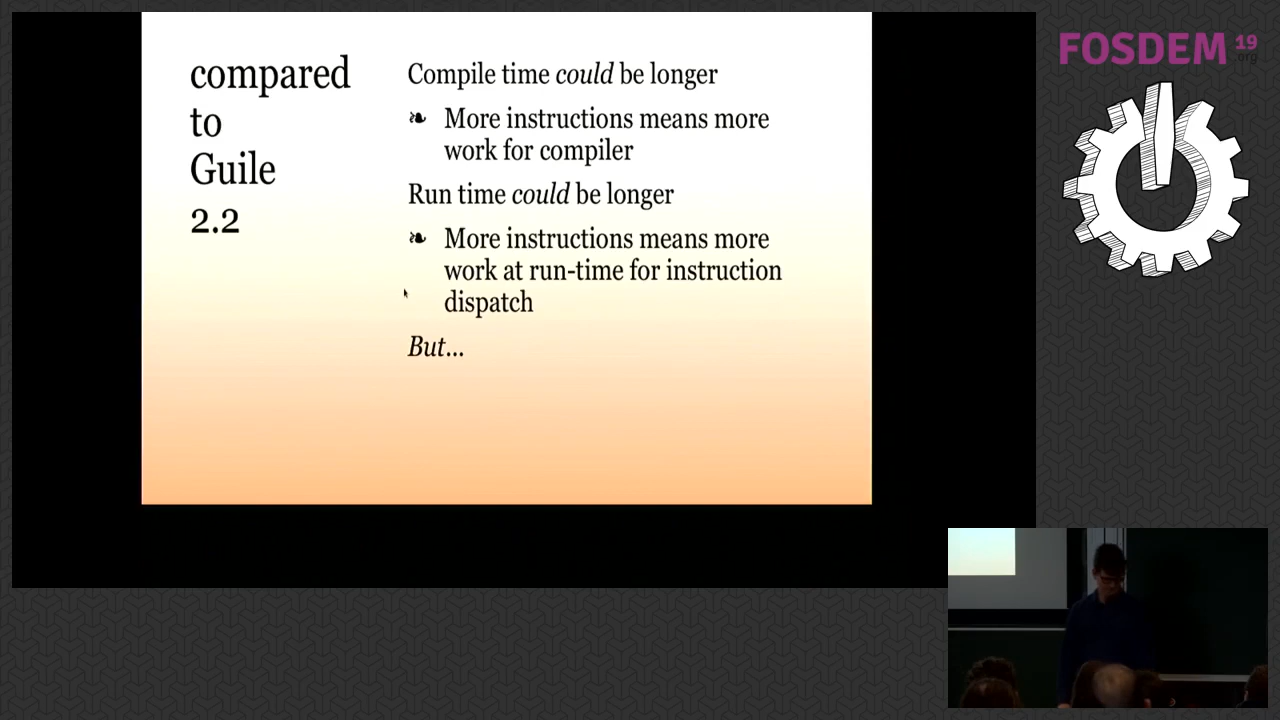 compared
to
Guile
2.2
Compile time could be longer
❧ More instructions means more
work for compiler
Run time could be longer
❧ More instructions means more
work at run-time for instruction
dispatch
But...
FOSDEM 19
.org